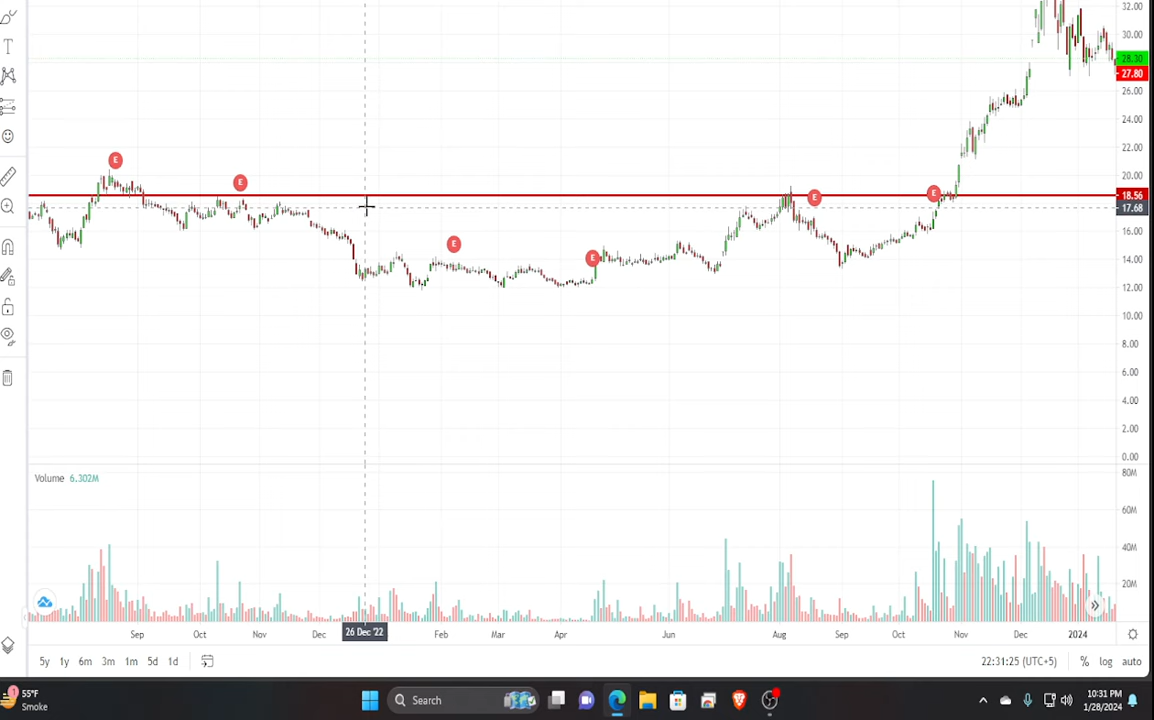 32.00
30.00
28.30
27.80
26.00
24.00
22.00
20.00
18.56
17.68
16.00
14.00
12.00
10.00
8.00
6.00
4.00
2.00
0.00
T
E
E
E
E
E
E
Volume 6.302M
80M
60M
40M
20M
Sep Oct Nov Dec 26 Dec '22 Feb Mar Apr Jun Aug Sep Oct Nov Dec 2024
5y 1y 6m 3m 1m 5d 1d 22:31:25 (UTC+5) % log auto
1
55°F
Smoke
Search
10:31 PM
1/28/2024